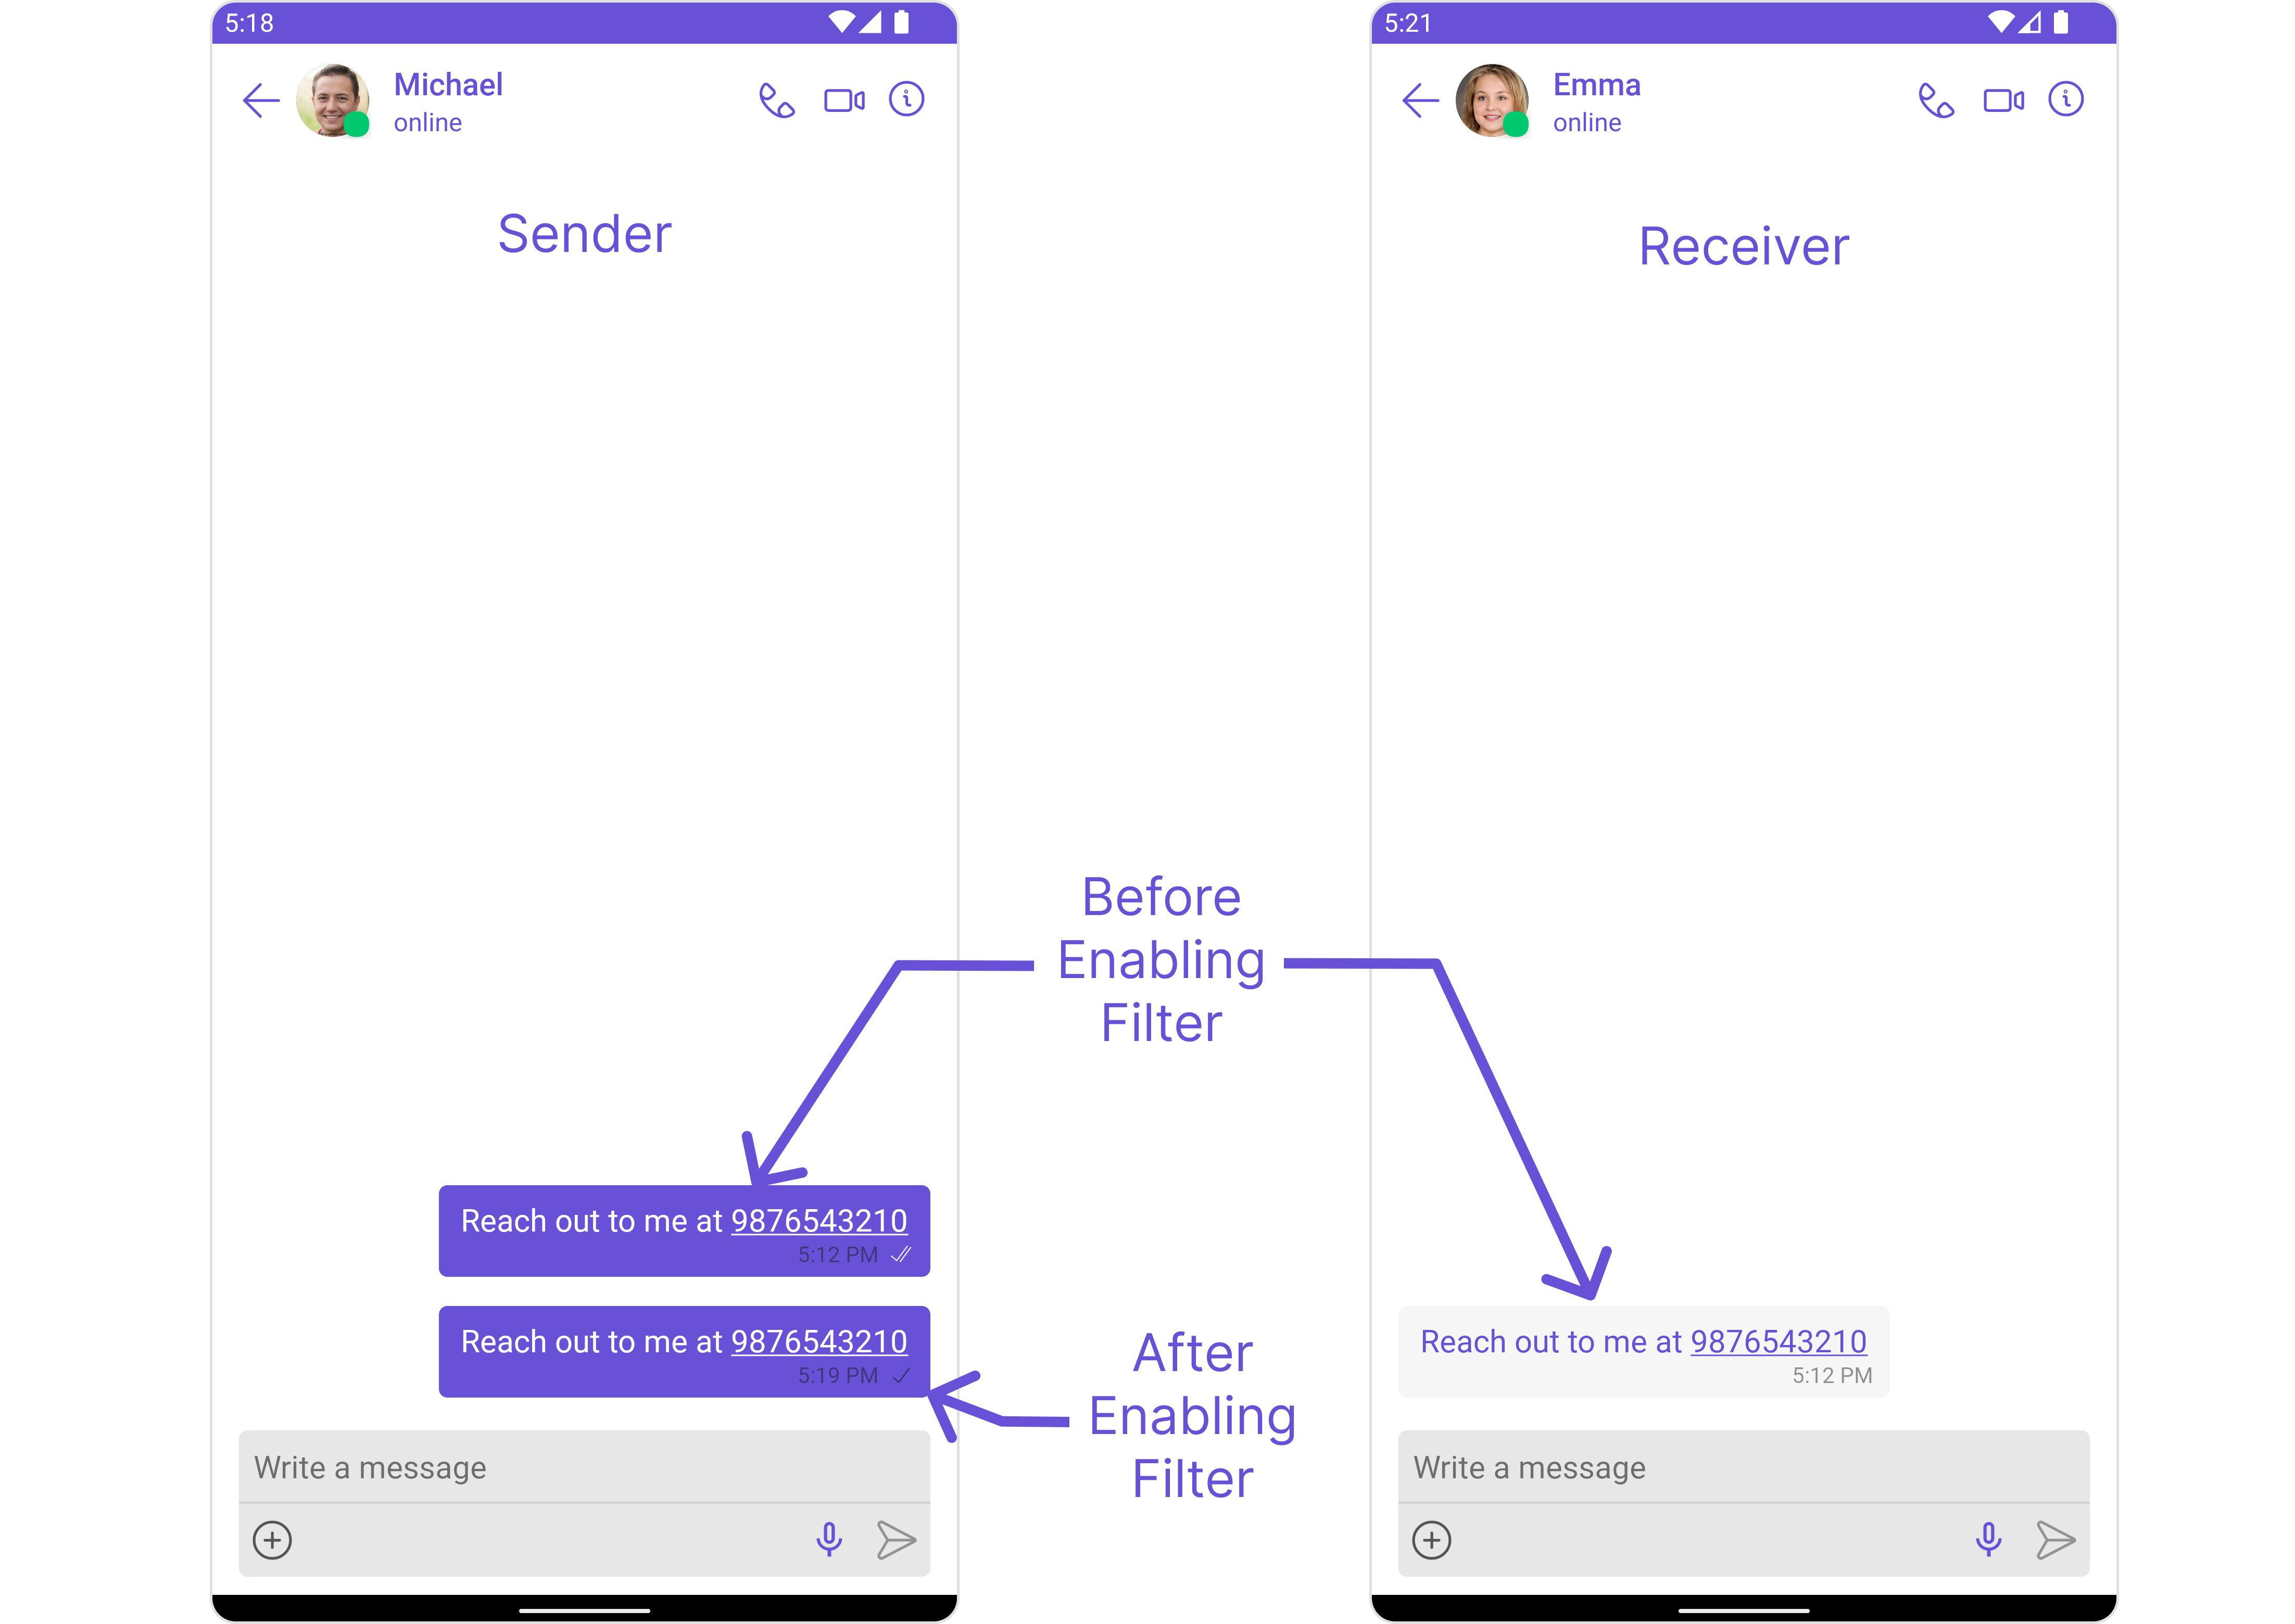 5:18
Michael
online
Sender
Reach out to me at 9876543210
5:12 PM
Reach out to me at 9876543210
5:19 PM
Write a message
Before
Enabling
Filter
After
Enabling
Filter
5:21
Emma
online
Receiver
Reach out to me at 9876543210
5:12 PM
Write a message